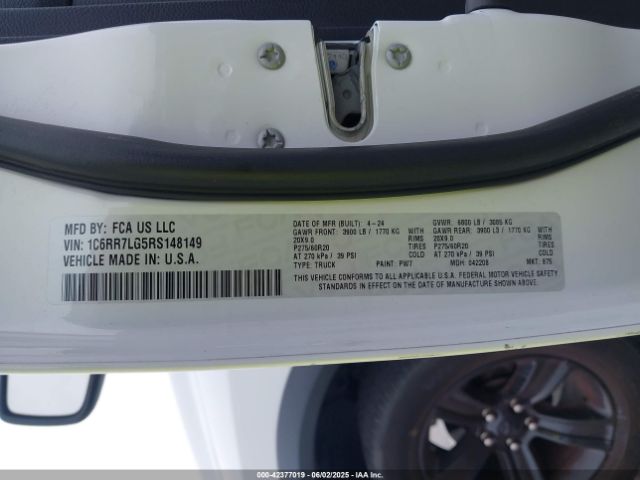 MFD BY: FCA US LLC
VIN: 1C6RR7LG5RS148149
VEHICLE MADE IN: U.S.A.
DATE OF MFR (BUILT): 4-24 GVWR: 6800 LB / 3085 KG
GAWR FRONT: 3900 LB / 1770 KG WITH GAWR REAR: 3900 LB / 1770 KG WITH
20X9.0 RIMS 20X9.0 RIMS
P275/60R20 TIRES P275/60R20 TIRES
AT 270 kPa / 39 PSI COLD AT 270 kPa / 39 PSI COLD
TYPE: TRUCK PAINT: PW7 MDH: 042208 MKT: 875
THIS VEHICLE CONFORMS TO ALL APPLICABLE U.S.A. FEDERAL MOTOR VEHICLE SAFETY
STANDARDS IN EFFECT ON THE DATE OF MANUFACTURE SHOWN ABOVE.
000-42377019 - 06/02/2025 - IAAI.COM